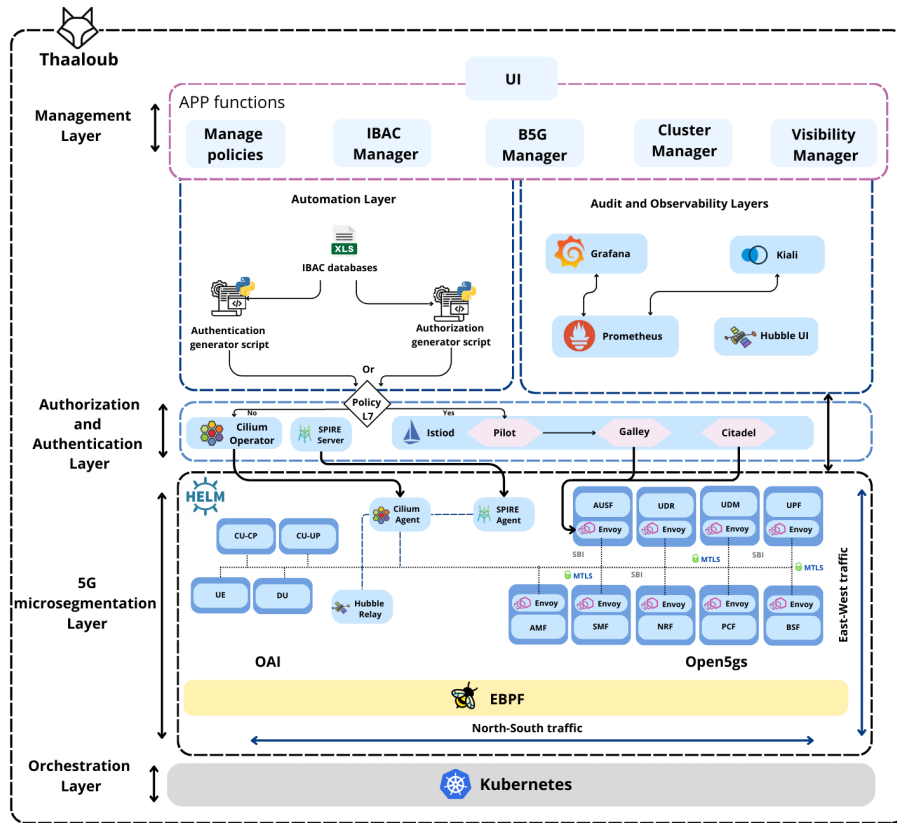 Thaaloub
UI
Management
Layer
APP functions
Manage
policies
IBAC
Manager
B5G
Manager
Cluster
Manager
Visibility
Manager
Automation Layer
XLS
IBAC databases
Authentication
generator script
Authorization
generator script
Or
Audit and Observability Layers
Grafana
Kiali
Prometheus
Hubble UI
Authorization
and
Authentication
Layer
Policy
L7
No
Yes
Cilium
Operator
SPIRE
Server
Istiod
Pilot
Galley
Citadel
HELM
Cilium
Agent
SPIRE
Agent
AUSF
Envoy
UDR
Envoy
UDM
Envoy
UPF
Envoy
CU-CP
CU-UP
SBI
MTLS
SBI
MTLS
SBI
MTLS
5G
microsegmentation
Layer
UE
DU
Hubble
Relay
Envoy
AMF
Envoy
SMF
Envoy
NRF
Envoy
PCF
Envoy
BSF
East-West traffic
OAI
Open5gs
EBPF
North-South traffic
Orchestration
Layer
Kubernetes